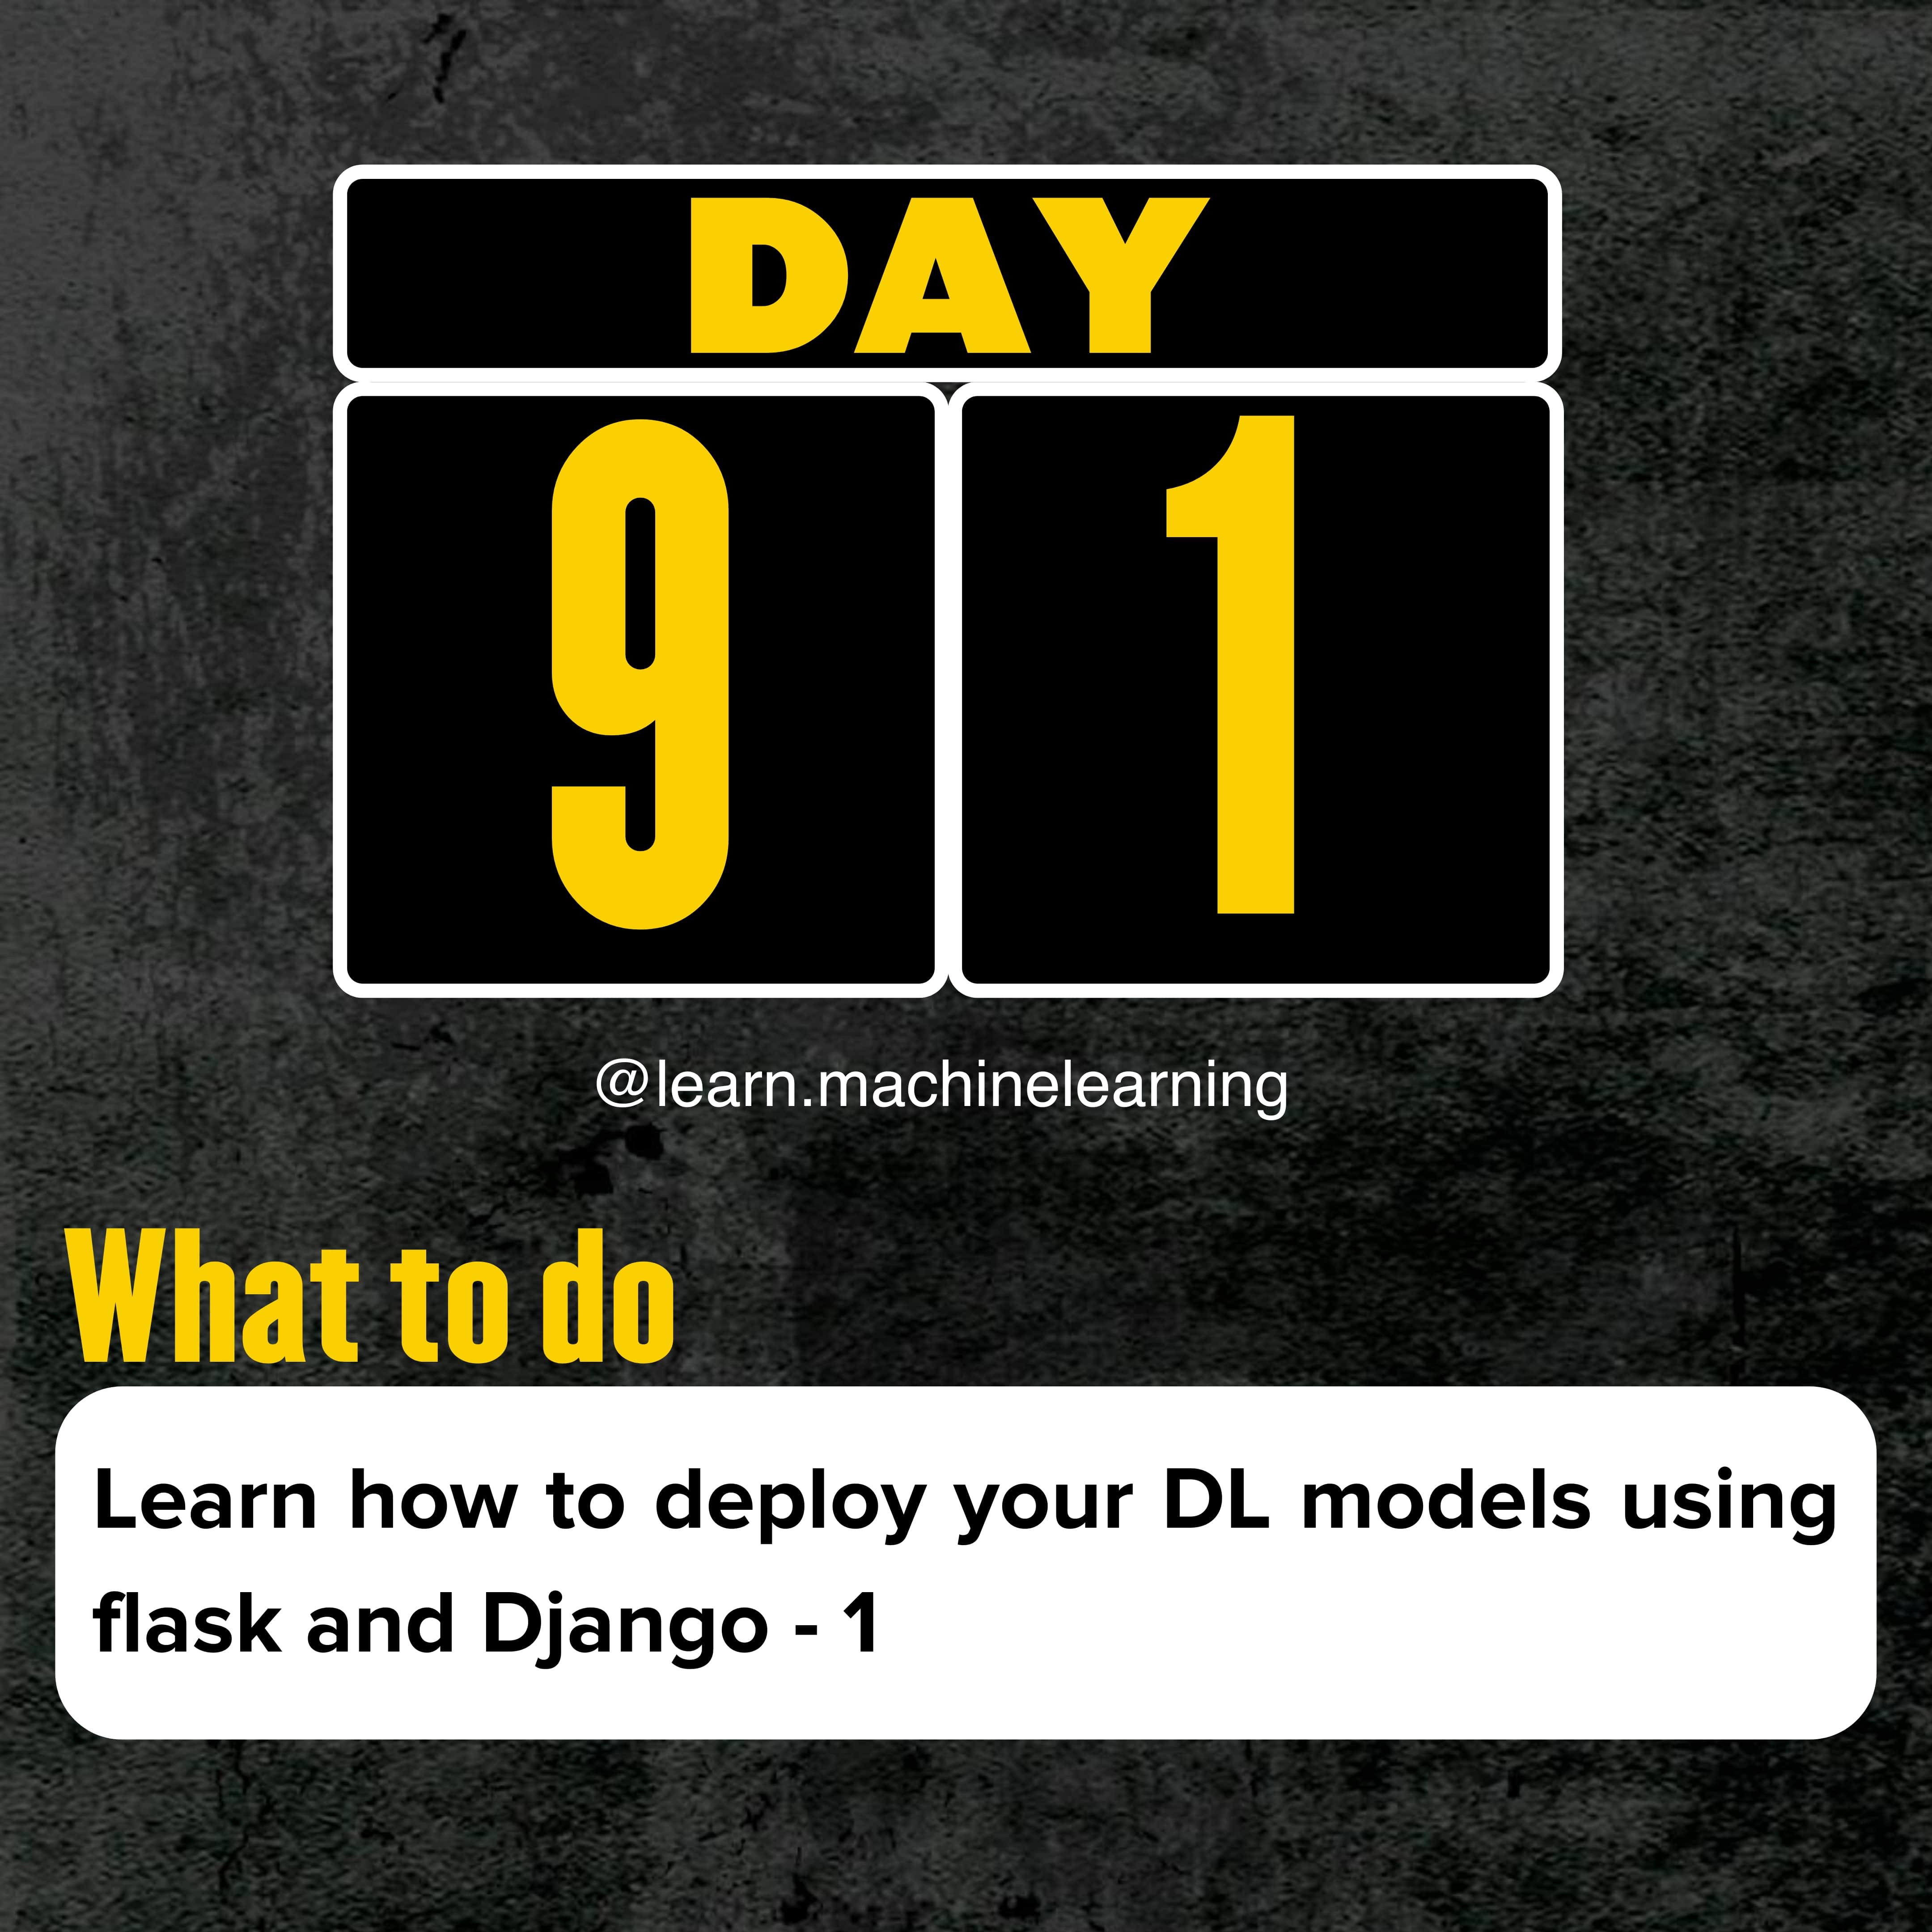 DAY
9 1
@learn.machinelearning
What to do
Learn how to deploy your DL models using
flask and Django - 1